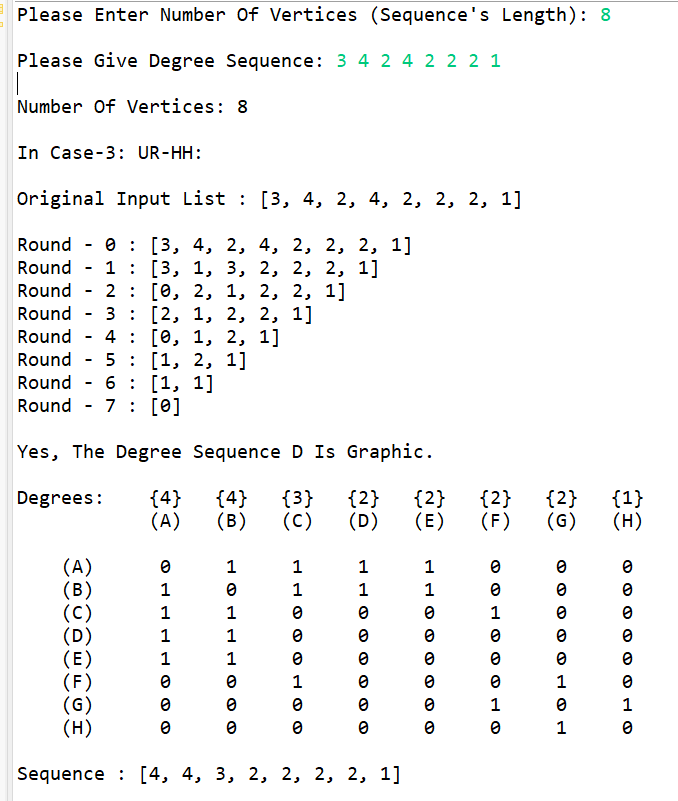 Please Enter Number Of Vertices (Sequence's Length): 8
Please Give Degree Sequence: 3 4 2 4 2 2 2 1
Number Of Vertices: 8
In Case-3: UR-HH:
Original Input List : [3, 4, 2, 4, 2, 2, 2, 1]
Round - 0 : [3, 4, 2, 4, 2, 2, 2, 1]
Round - 1 : [3, 1, 3, 2, 2, 2, 1]
Round - 2 : [0, 2, 1, 2, 2, 1]
Round - 3 : [2, 1, 2, 2, 1]
Round - 4 : [0, 1, 2, 1]
Round - 5 : [1, 2, 1]
Round - 6 : [1, 1]
Round - 7 : [0]
Yes, The Degree Sequence D Is Graphic.
Degrees: {4} {4} {3} {2} {2} {2} {2} {1}
(A) (B) (C) (D) (E) (F) (G) (H)
(A) 0 1 1 1 1 0 0 0
(B) 1 0 1 1 1 0 0 0
(C) 1 1 0 0 0 1 0 0
(D) 1 1 0 0 0 0 0 0
(E) 1 1 0 0 0 0 0 0
(F) 0 0 1 0 0 0 1 0
(G) 0 0 0 0 0 1 0 1
(H) 0 0 0 0 0 0 1 0
Sequence : [4, 4, 3, 2, 2, 2, 2, 1]